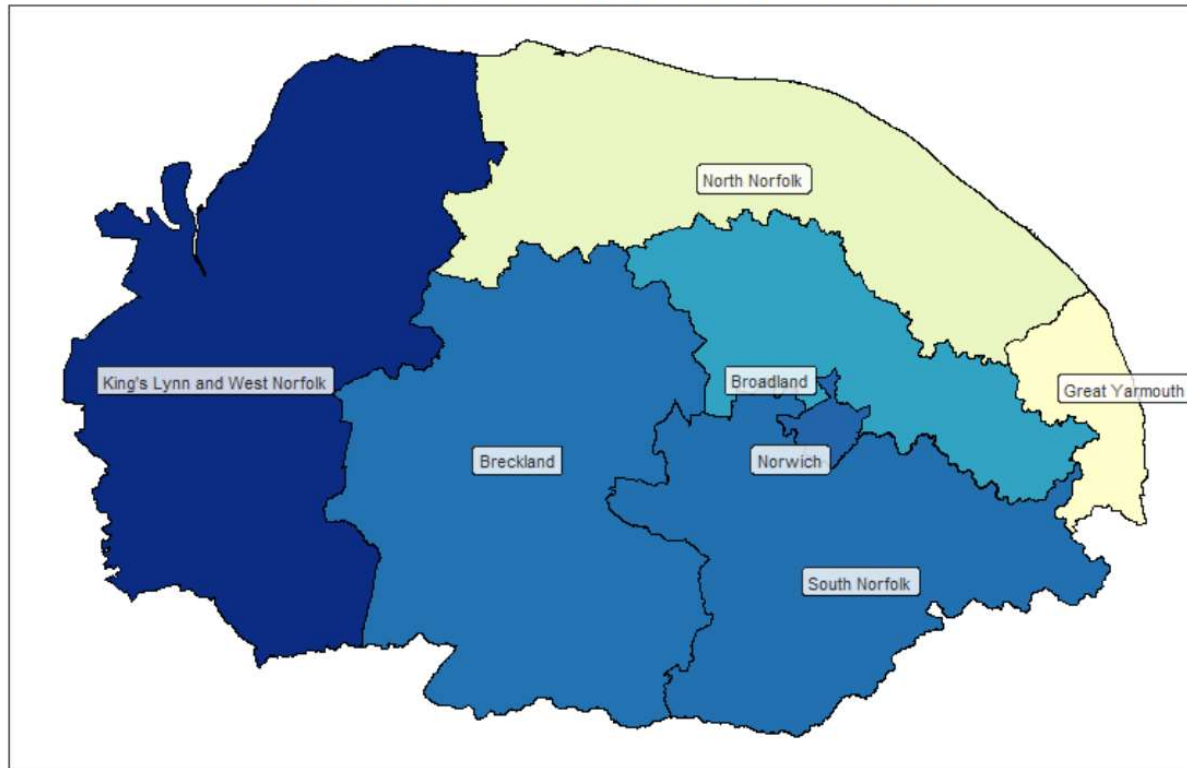 North Norfolk
King's Lynn and West Norfolk
Broadland
Great Yarmouth
Breckland
Norwich
South Norfolk